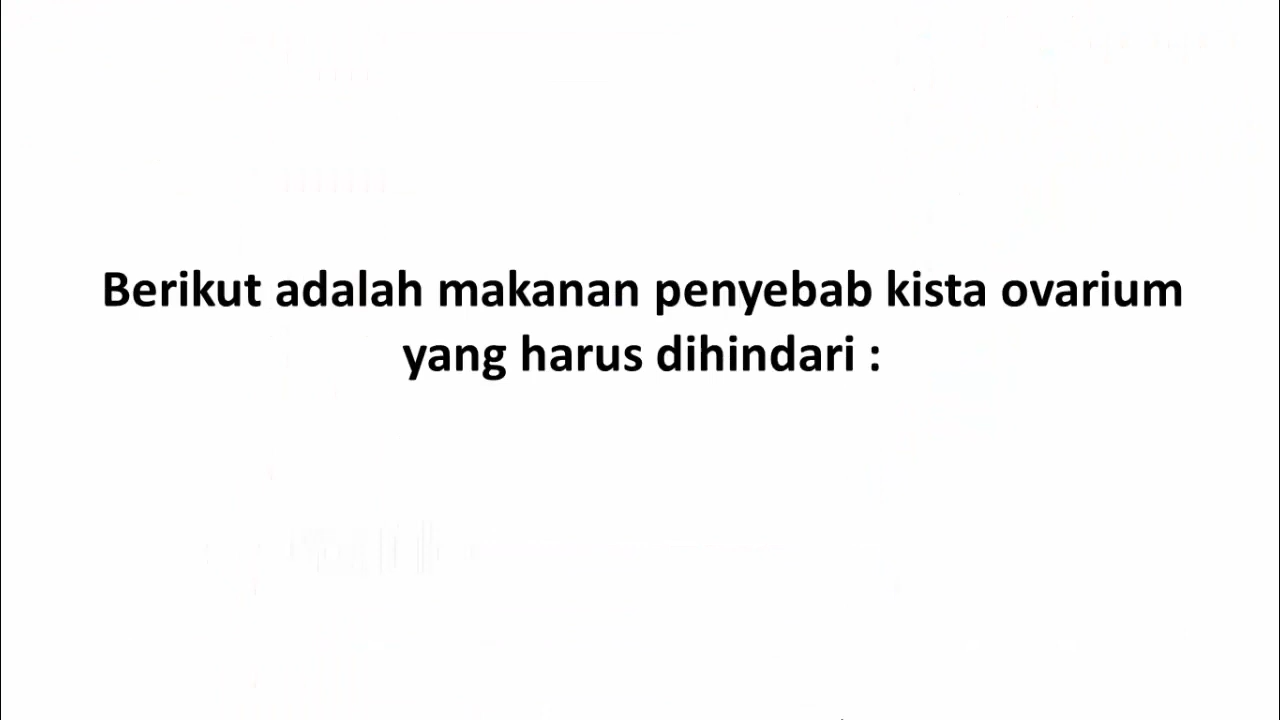 Berikut adalah makanan penyebab kista ovarium
yang harus dihindari :